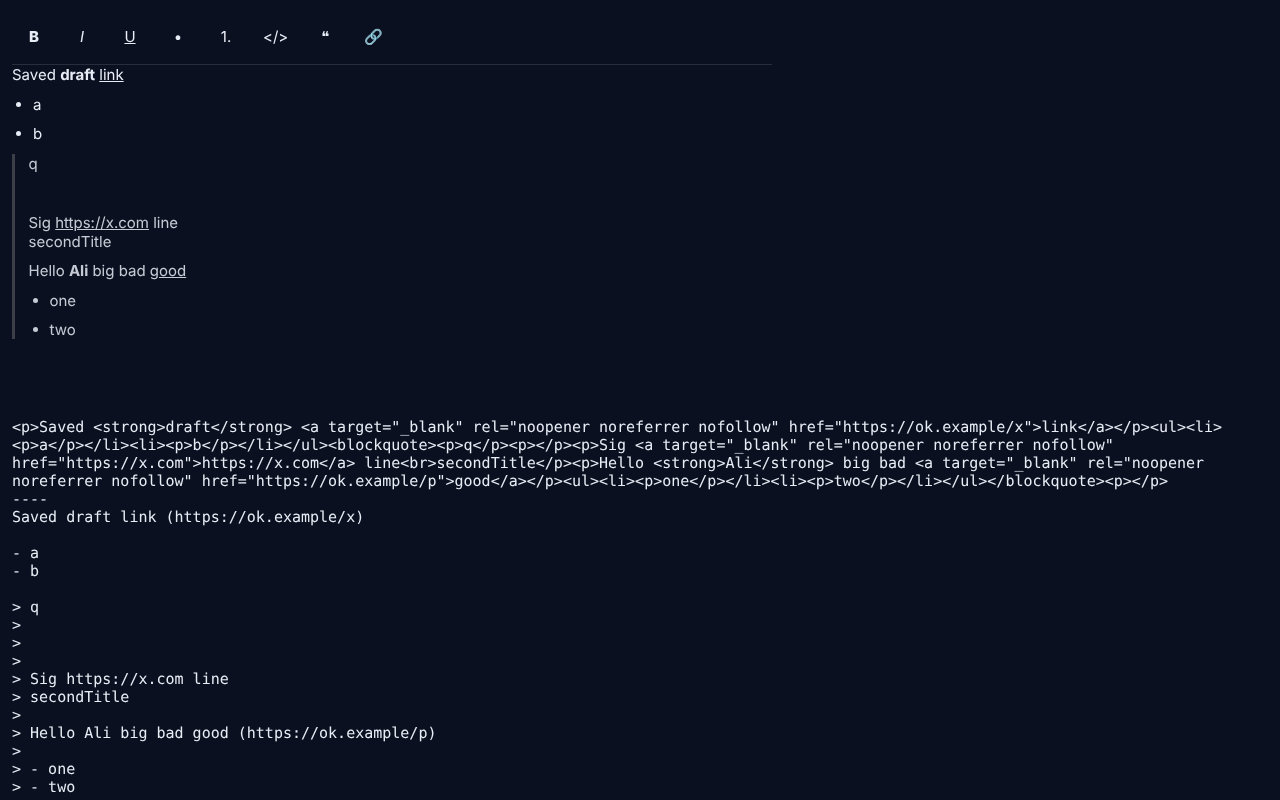 B I U • 1. </> ❝ 🔗
Saved draft link
• a
• b
q
Sig https://x.com line
secondTitle
Hello Ali big bad good
• one
• two
<p>Saved <strong>draft</strong> <a target="_blank" rel="noopener noreferrer nofollow" href="https://ok.example/x">link</a></p><ul><li>
<p>a</p></li><li><p>b</p></li></ul><blockquote><p>q</p><p></p><p>Sig <a target="_blank" rel="noopener noreferrer nofollow"
href="https://x.com">https://x.com</a> line<br>secondTitle</p><p>Hello <strong>Ali</strong> big bad <a target="_blank" rel="noopener
noreferrer nofollow" href="https://ok.example/p">good</a></p><ul><li><p>one</p></li><li><p>two</p></li></ul></blockquote><p></p>
----
Saved draft link (https://ok.example/x)
- a
- b
> q
>
>
>
> Sig https://x.com line
> secondTitle
>
> Hello Ali big bad good (https://ok.example/p)
>
> - one
> - two